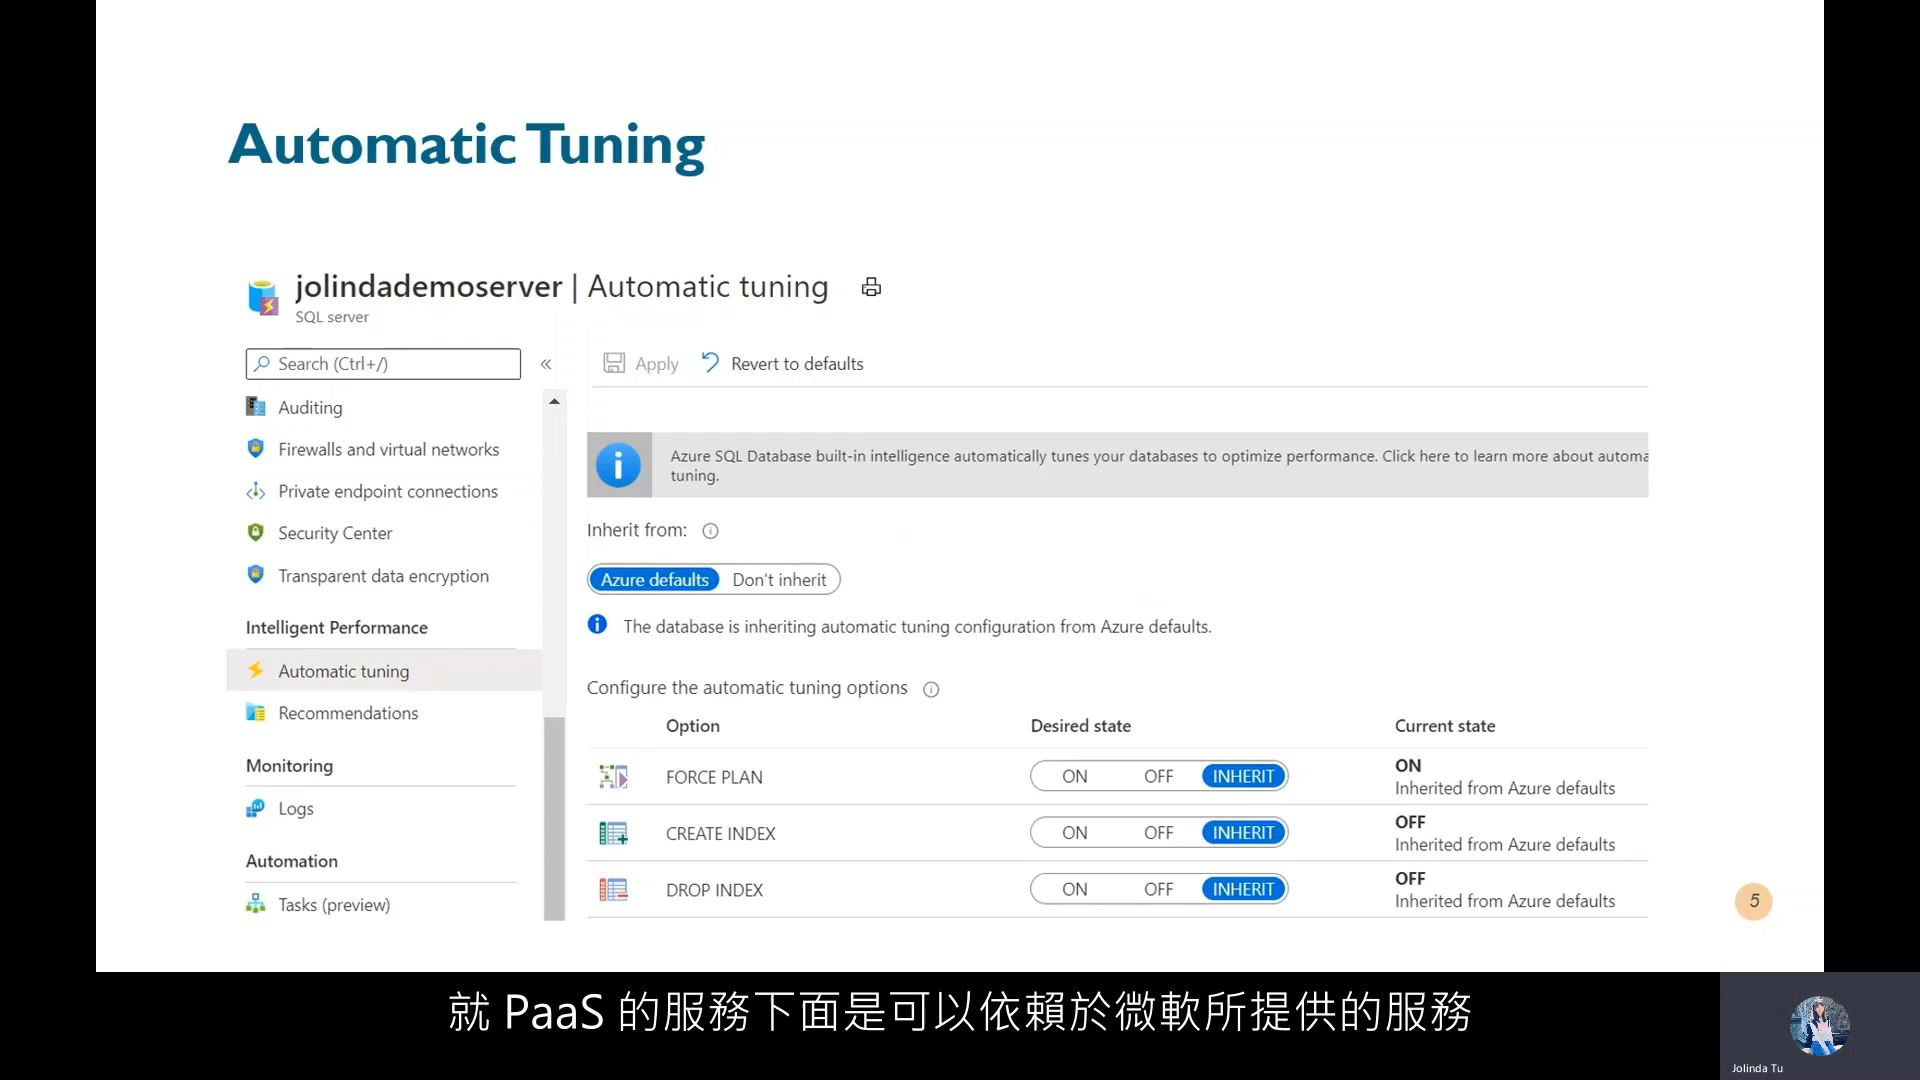 Automatic Tuning
jolindademoserver | Automatic tuning
SQL server
Search (Ctrl+/)
«
Auditing
Firewalls and virtual networks
Private endpoint connections
Security Center
Transparent data encryption
Intelligent Performance
Automatic tuning
Recommendations
Monitoring
Logs
Automation
Tasks (preview)
Apply
Revert to defaults
Azure SQL Database built-in intelligence automatically tunes your databases to optimize performance. Click here to learn more about automa
tuning.
Inherit from:
Azure defaults Don't inherit
The database is inheriting automatic tuning configuration from Azure defaults.
Configure the automatic tuning options
Option Desired state Current state
FORCE PLAN ON OFF INHERIT ON
Inherited from Azure defaults
CREATE INDEX ON OFF INHERIT OFF
Inherited from Azure defaults
DROP INDEX ON OFF INHERIT OFF
Inherited from Azure defaults
5
就 PaaS 的服務下面是可以依賴於微軟所提供的服務
Jolinda Tu